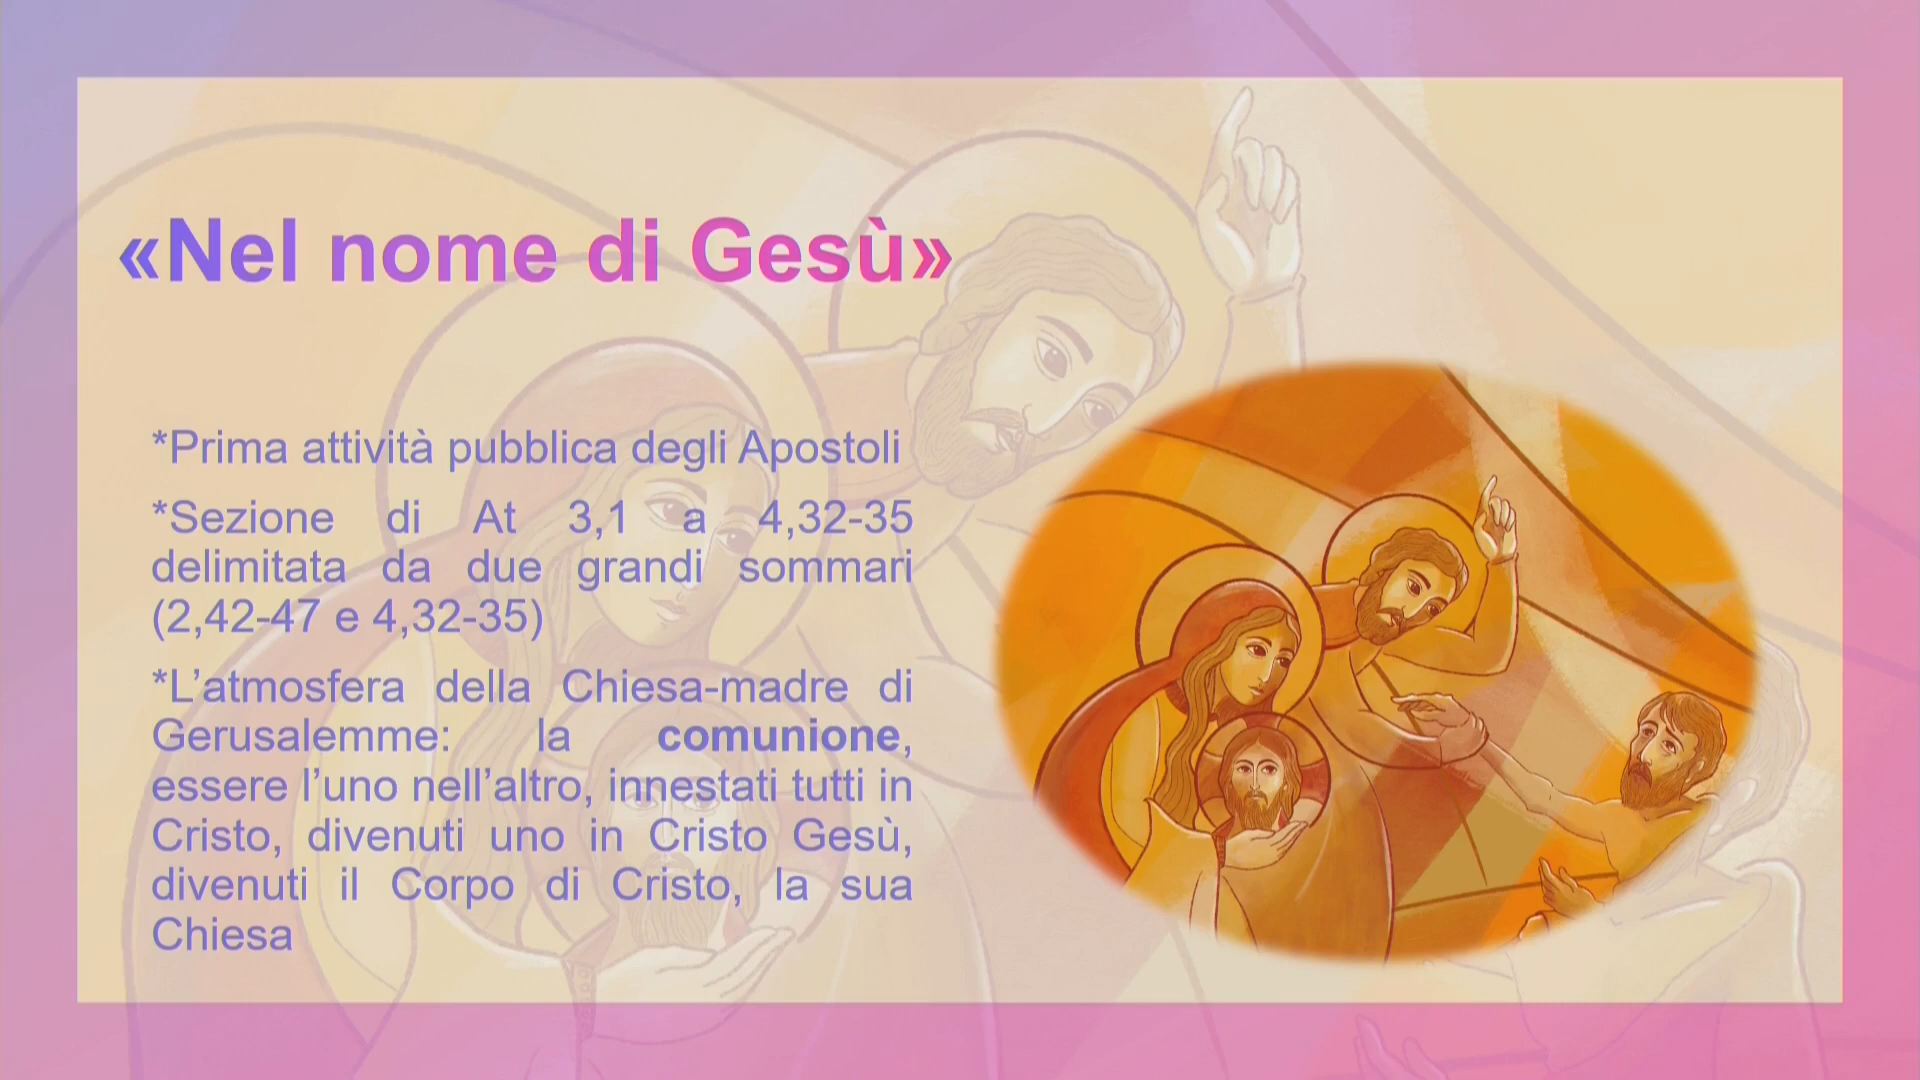 «Nel nome di Gesù»
*Prima attività pubblica degli Apostoli
*Sezione di At 3,1 a 4,32-35
delimitata da due grandi sommari
(2,42-47 e 4,32-35)
*L’atmosfera della Chiesa-madre di
Gerusalemme: la comunione,
essere l’uno nell’altro, innestati tutti in
Cristo, divenuti uno in Cristo Gesù,
divenuti il Corpo di Cristo, la sua
Chiesa